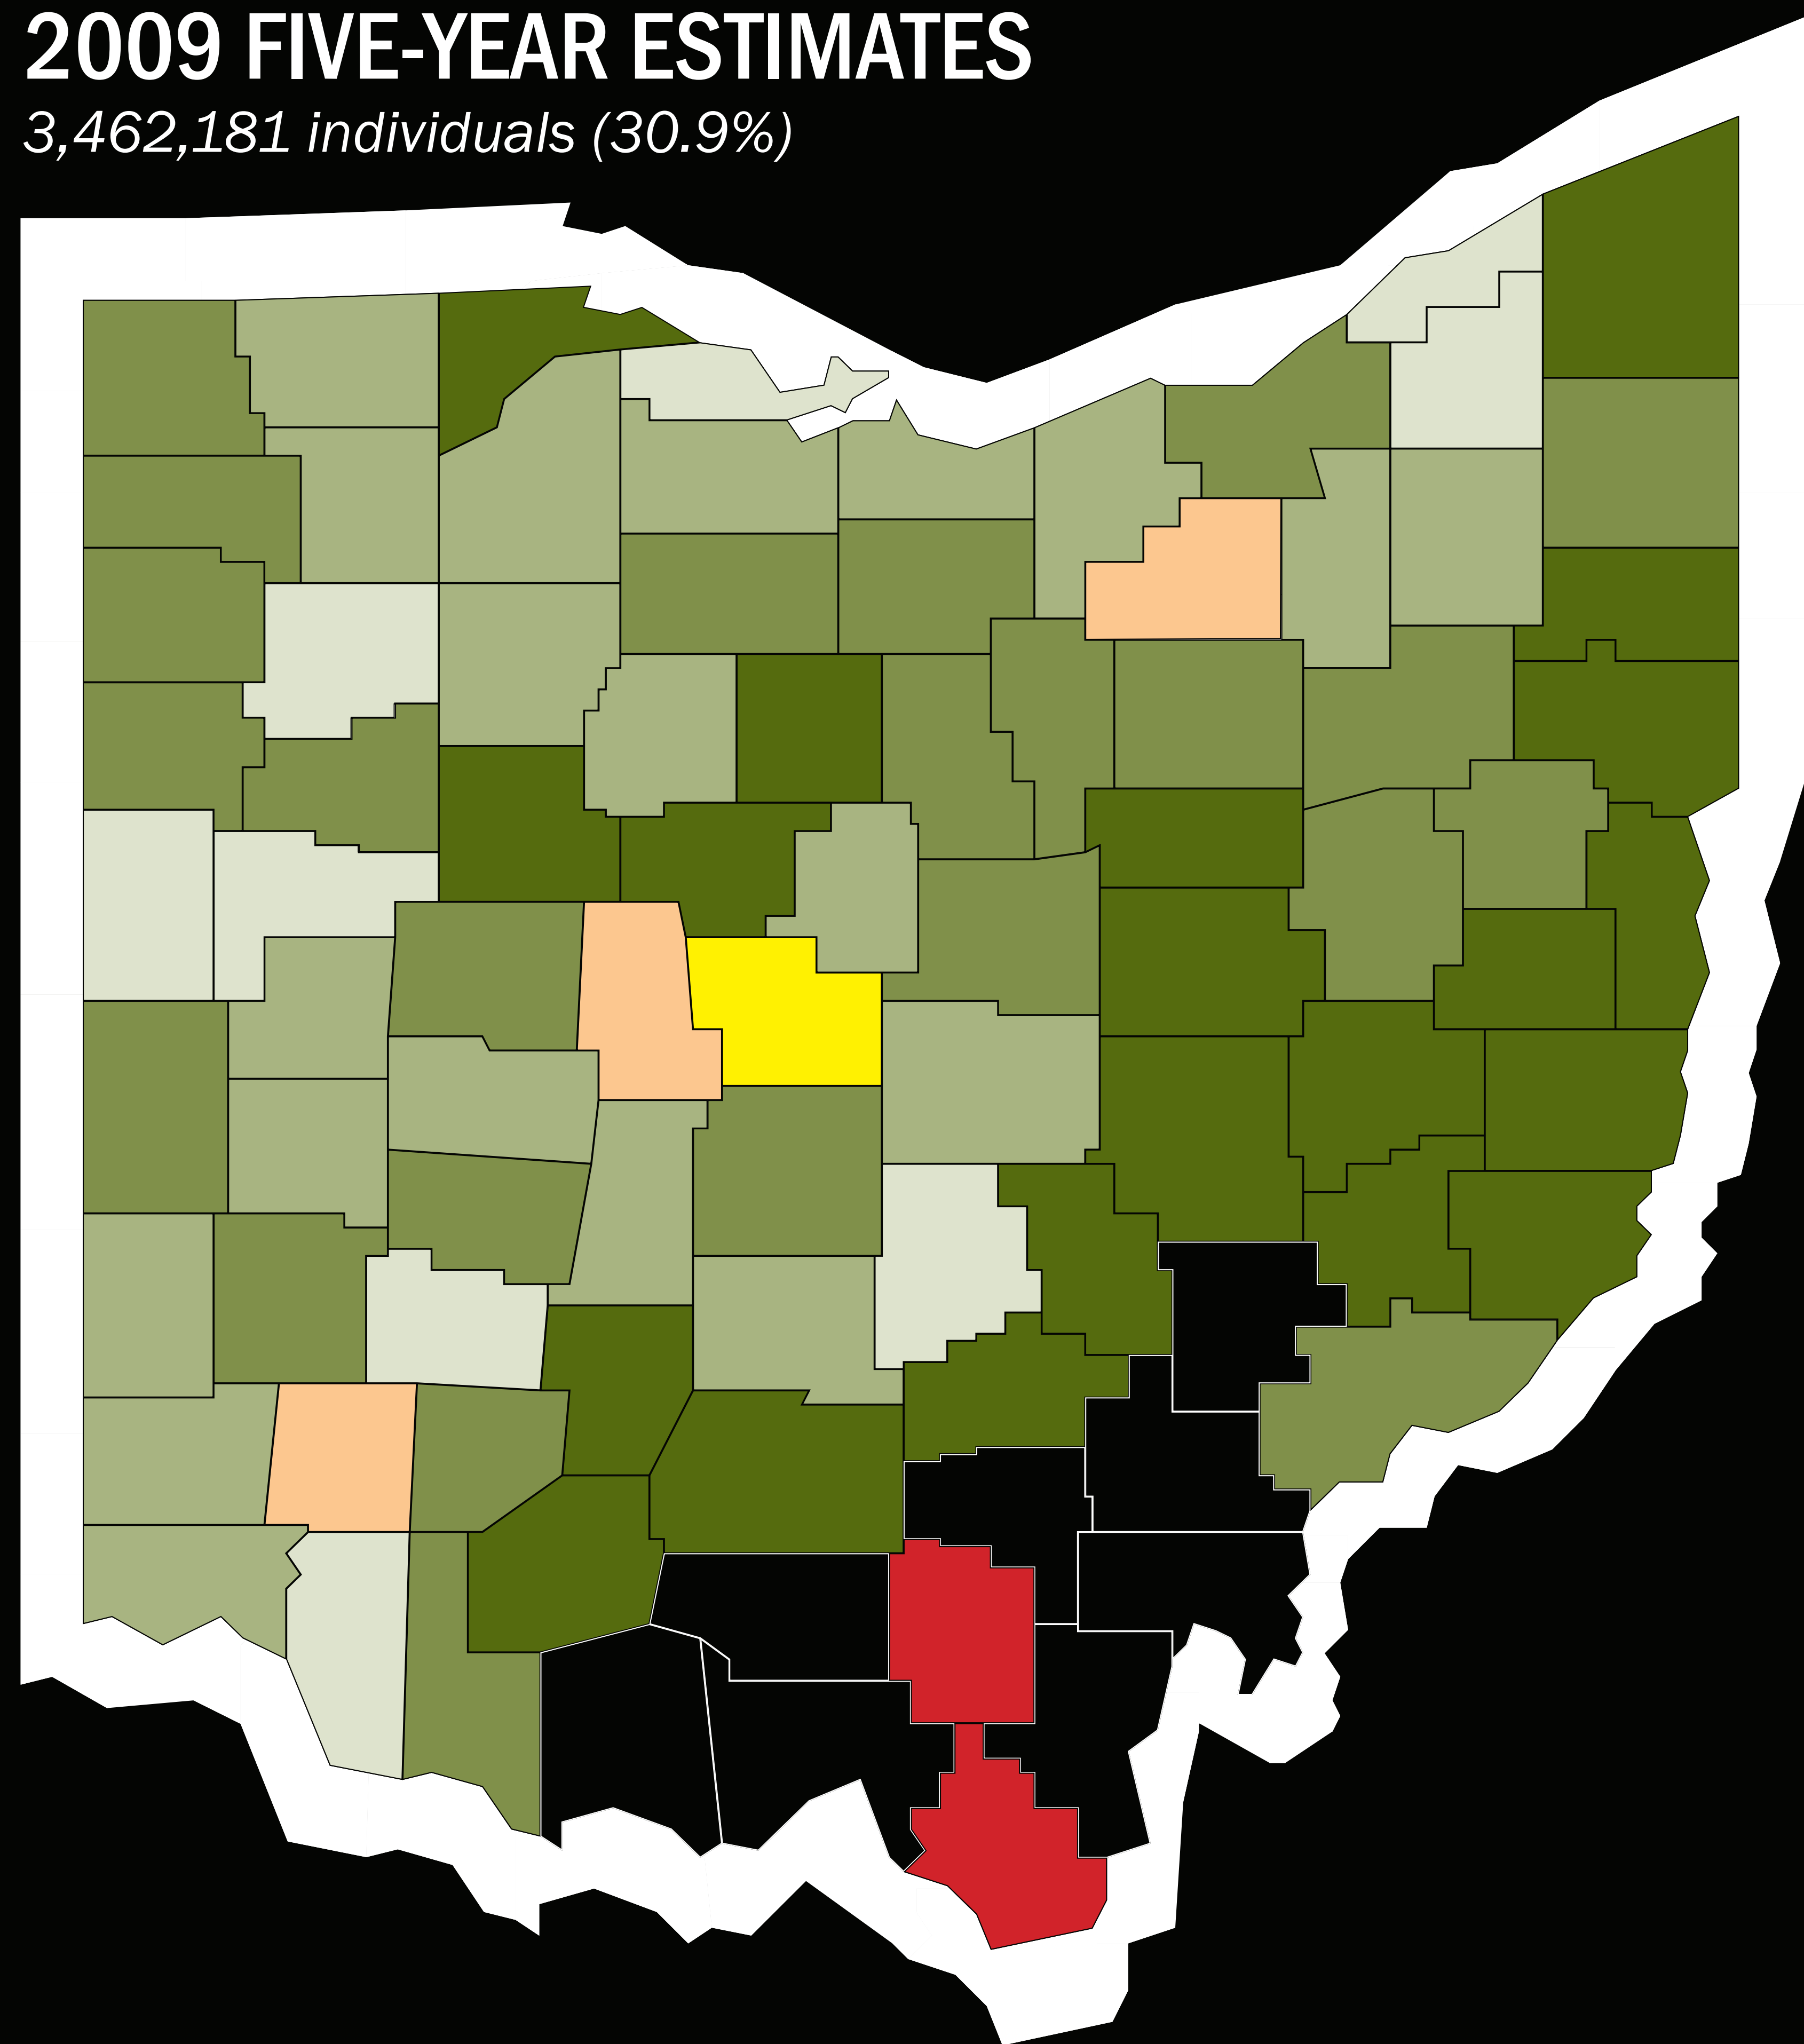 2009 FIVE-YEAR ESTIMATES
3,462,181 individuals (30.9%)